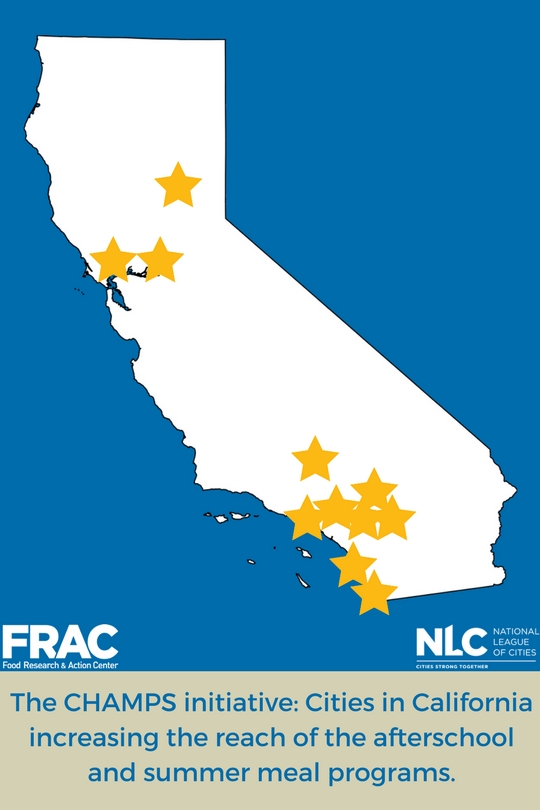 FRAC
Food Research & Action Center
NLC
NATIONAL
LEAGUE
OF CITIES
CITIES STRONG TOGETHER
The CHAMPS initiative: Cities in California
increasing the reach of the afterschool
and summer meal programs.